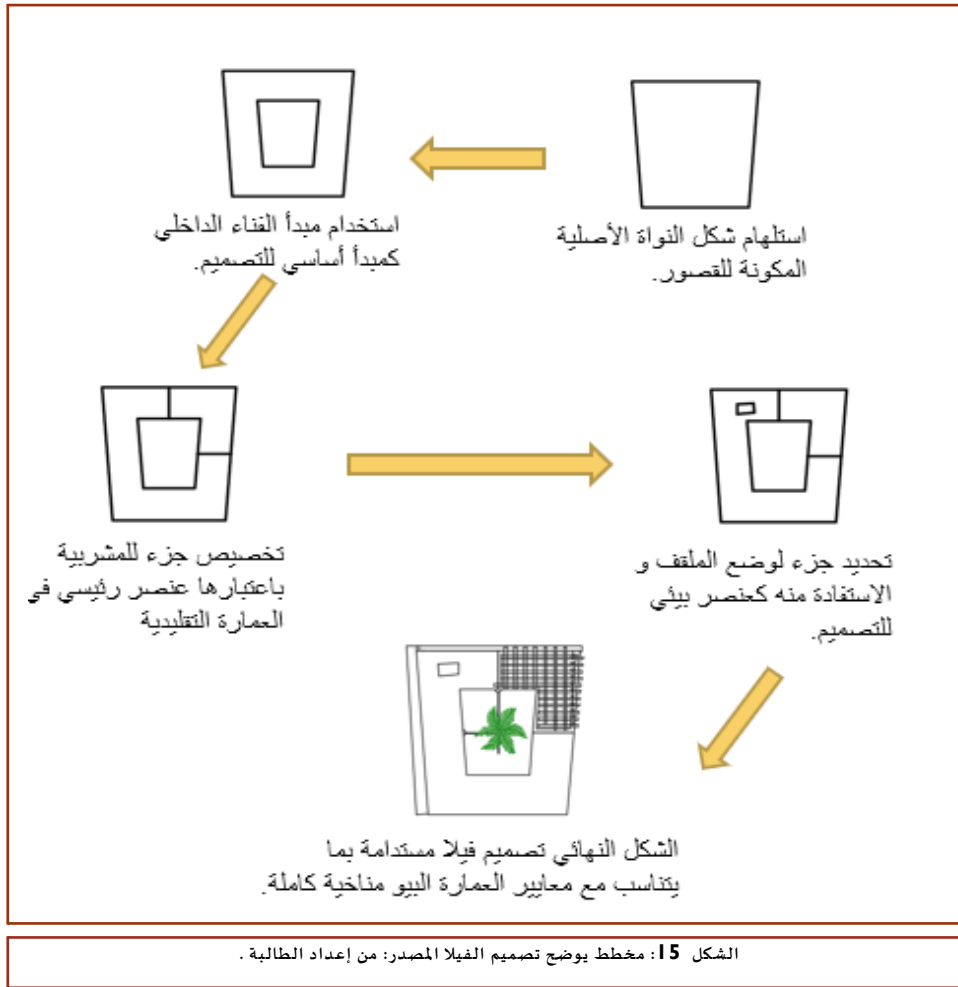 استلهام شكل النواة الأصلية
المكونة للقصور.
استخدام مبدأ الفناء الداخلي
كمبدأ أساسي للتصميم.
تخصيص جزء للمشربية
باعتبارها عنصر رئيسي في
العمارة التقليدية
تحديد جزء لوضع الملقف و
الاستفادة منه كعنصر بيئي
للتصميم.
الشكل النهائي تصميم فيلا مستدامة بما
يتناسب مع معايير العمارة البيو مناخية كاملة.
الشكل 15: مخطط يوضح تصميم الفيلا المصدر: من إعداد الطالبة .